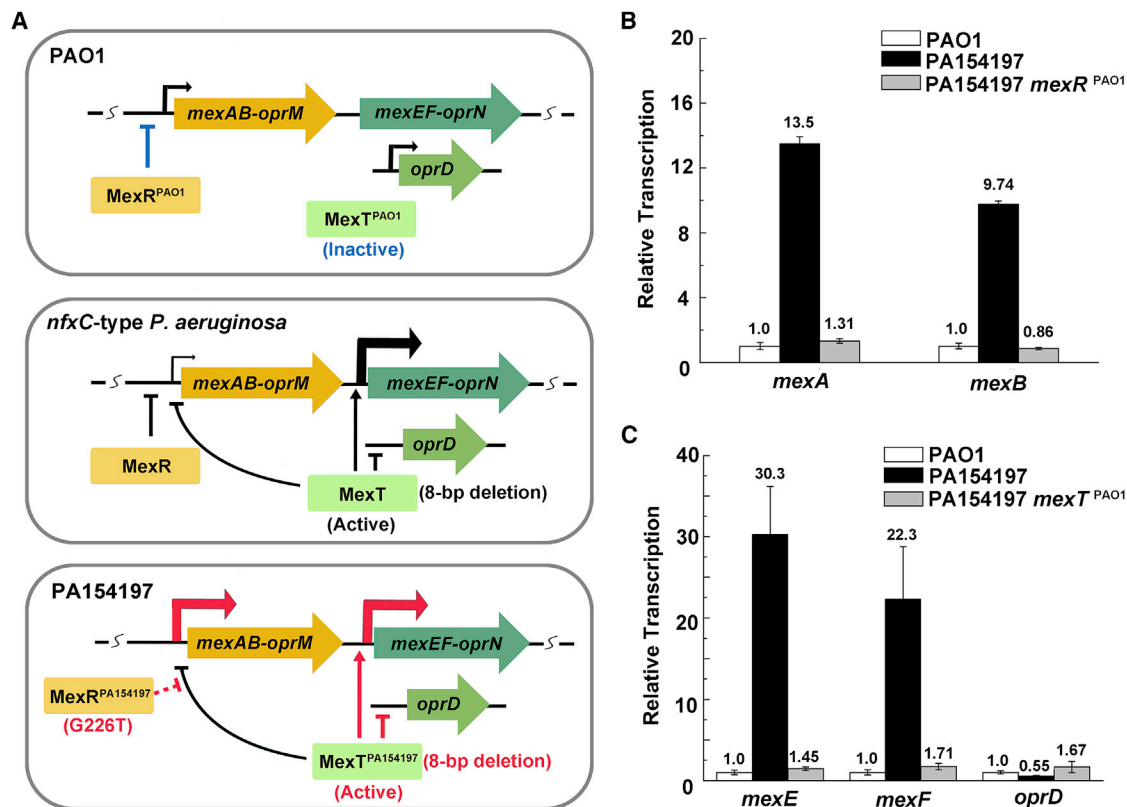 A
PAO1
S
mexAB-oprM
mexEF-oprN
S
oprD
MexR^PAO1
MexT^PAO1
(Inactive)
nfxC-type P. aeruginosa
S
mexAB-oprM
mexEF-oprN
S
oprD
MexR
MexT
(8-bp deletion)
(Active)
PA154197
S
mexAB-oprM
mexEF-oprN
S
oprD
MexR^PA154197
(G226T)
MexT^PA154197
(8-bp deletion)
(Active)
B
PAO1
PA154197
PA154197 mexR^PAO1
Relative Transcription
20
16
12
8
4
0
1.0
13.5
1.31
1.0
9.74
0.86
mexA
mexB
C
PAO1
PA154197
PA154197 mexT^PAO1
Relative Transcription
40
30
20
10
0
1.0
30.3
1.45
1.0
22.3
1.71
1.0
0.55
1.67
mexE
mexF
oprD